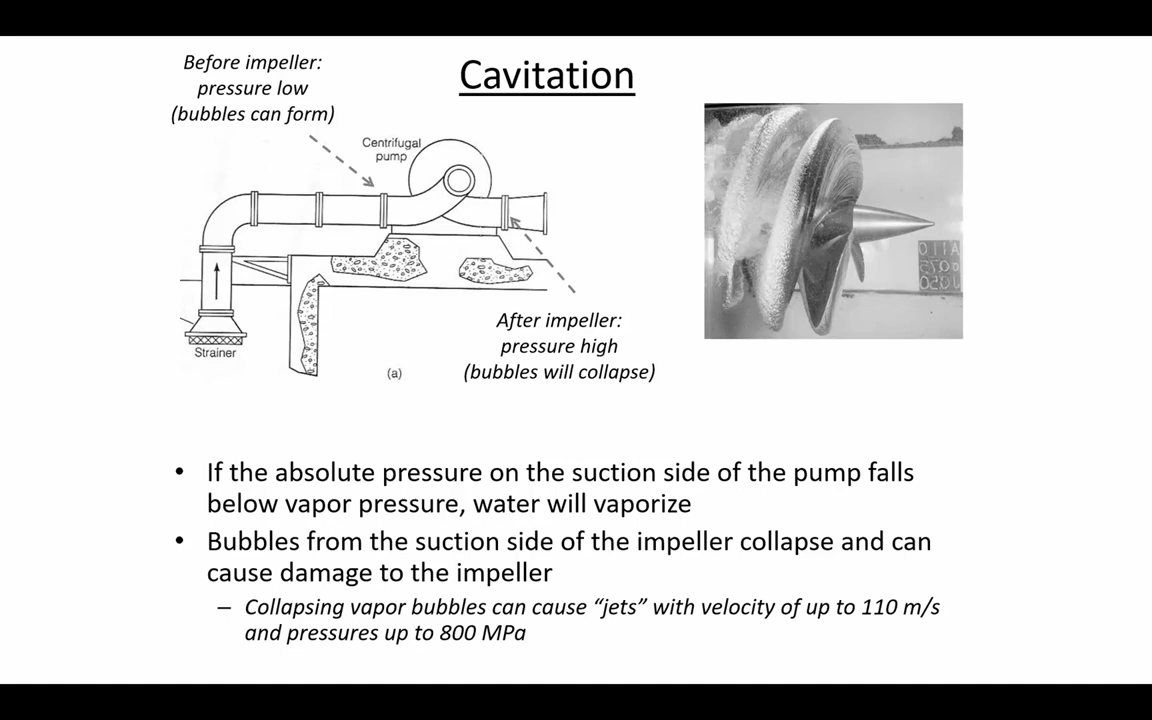 Cavitation
Before impeller:
pressure low
(bubbles can form)
Centrifugal
pump
Strainer
(a)
After impeller:
pressure high
(bubbles will collapse)
• If the absolute pressure on the suction side of the pump falls
below vapor pressure, water will vaporize
• Bubbles from the suction side of the impeller collapse and can
cause damage to the impeller
– Collapsing vapor bubbles can cause “jets” with velocity of up to 110 m/s
and pressures up to 800 MPa